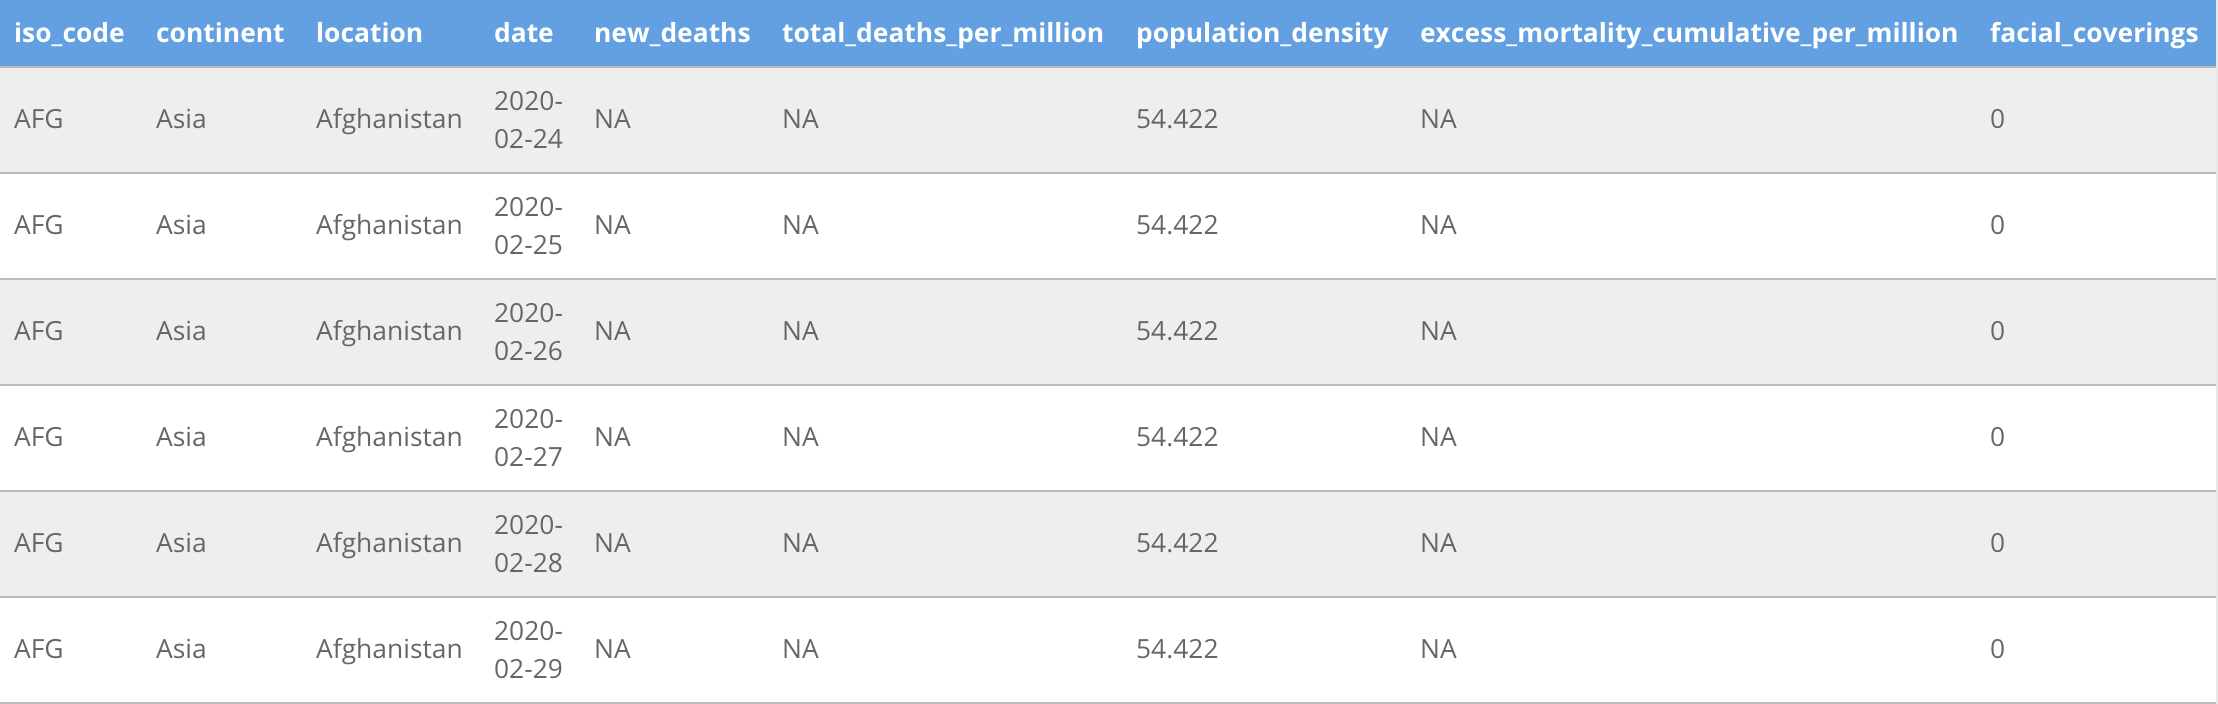 iso_code continent location date new_deaths total_deaths_per_million population_density excess_mortality_cumulative_per_million facial_coverings
AFG Asia Afghanistan 2020-
02-24 NA NA 54.422 NA 0
AFG Asia Afghanistan 2020-
02-25 NA NA 54.422 NA 0
AFG Asia Afghanistan 2020-
02-26 NA NA 54.422 NA 0
AFG Asia Afghanistan 2020-
02-27 NA NA 54.422 NA 0
AFG Asia Afghanistan 2020-
02-28 NA NA 54.422 NA 0
AFG Asia Afghanistan 2020-
02-29 NA NA 54.422 NA 0